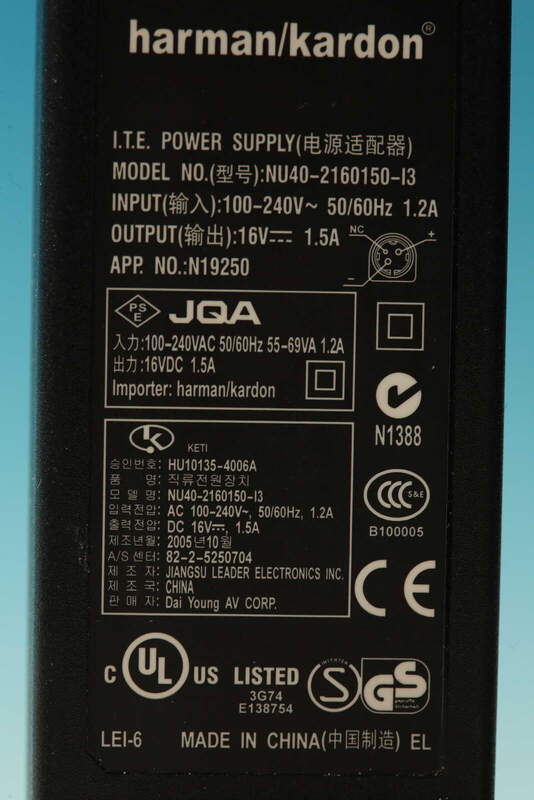 harman/kardon®
I.T.E. POWER SUPPLY(电源适配器)
MODEL NO.(型号):NU40-2160150-I3
INPUT(输入):100-240V~ 50/60Hz 1.2A
OUTPUT(输出):16V⎓ 1.5A
NC + −
APP. NO.:N19250
PS E JQA
入力:100-240VAC 50/60Hz 55-69VA 1.2A
出力:16VDC 1.5A
Importer: harman/kardon
N1388
KETI
승인번호: HU10135-4006A
품 명: 직류전원장치
모 델 명: NU40-2160150-I3
입력전압: AC 100-240V~, 50/60Hz, 1.2A
출력전압: DC 16V⎓, 1.5A
제조년월: 2005년10월
A/S센터: 82-2-5250704
제 조 자: JIANGSU LEADER ELECTRONICS INC.
제 조 국: CHINA
판 매 자: Dai Young AV CORP.
CCC S&E
B100005
CE
C UL US LISTED
3G74
E138754
S
GS
geprüfte Sicherheit
LEI-6 MADE IN CHINA(中国制造) EL